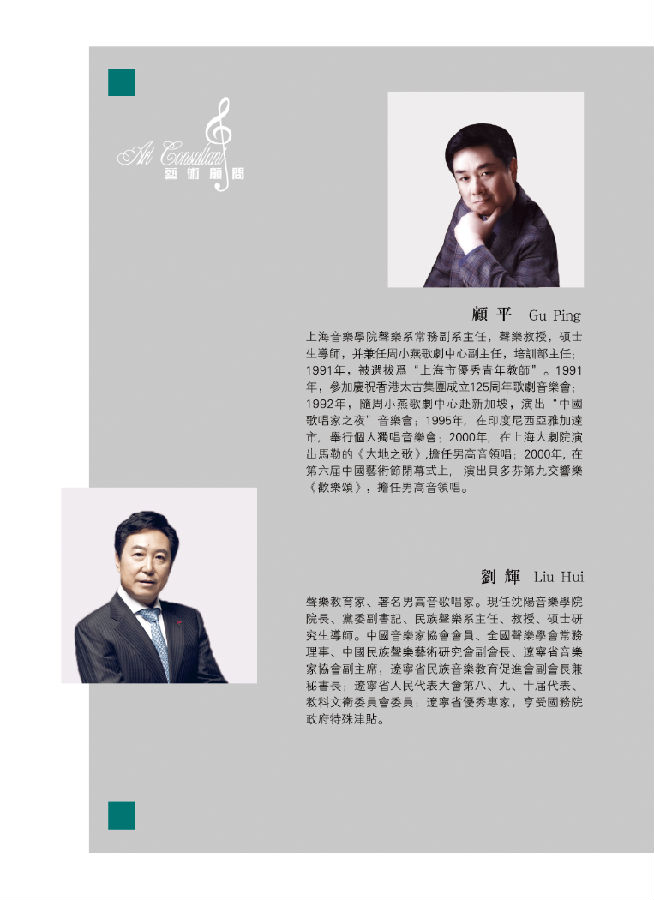 Art Consultant
藝術顧問
顧 平 Gu Ping
上海音樂學院聲樂系常務副系主任，聲樂教授，碩士
生導師，并兼任周小燕歌劇中心副主任，培訓部主任；
1991年，被選拔爲“上海市優秀青年教師”。1991
年，參加慶祝香港太古集團成立125周年歌劇音樂會；
1992年，隨周小燕歌劇中心赴新加坡，演出“中國
歌唱家之夜”音樂會；1995年，在印度尼西亞雅加達
市，舉行個人獨唱音樂會；2000年，在上海大劇院演
出馬勒的《大地之歌》,擔任男高音領唱；2000年，在
第六届中國藝術節閉幕式上， 演出貝多芬第九交響樂
《歡樂頌》，擔任男高音領唱。
劉 輝 Liu Hui
聲樂教育家、著名男高音歌唱家。現任沈陽音樂學院
院長、黨委副書記、民族聲樂系主任、教授、碩士研
究生導師。中國音樂家協會會員、全國聲樂學會常務
理事、中國民族聲樂藝術研究會副會長、遼寧省音樂
家協會副主席；遼寧省民族音樂教育促進會副會長兼
秘書長；遼寧省人民代表大會第八、九、十届代表、
教科文衛委員會委員；遼寧省優秀專家，享受國務院
政府特殊津貼。